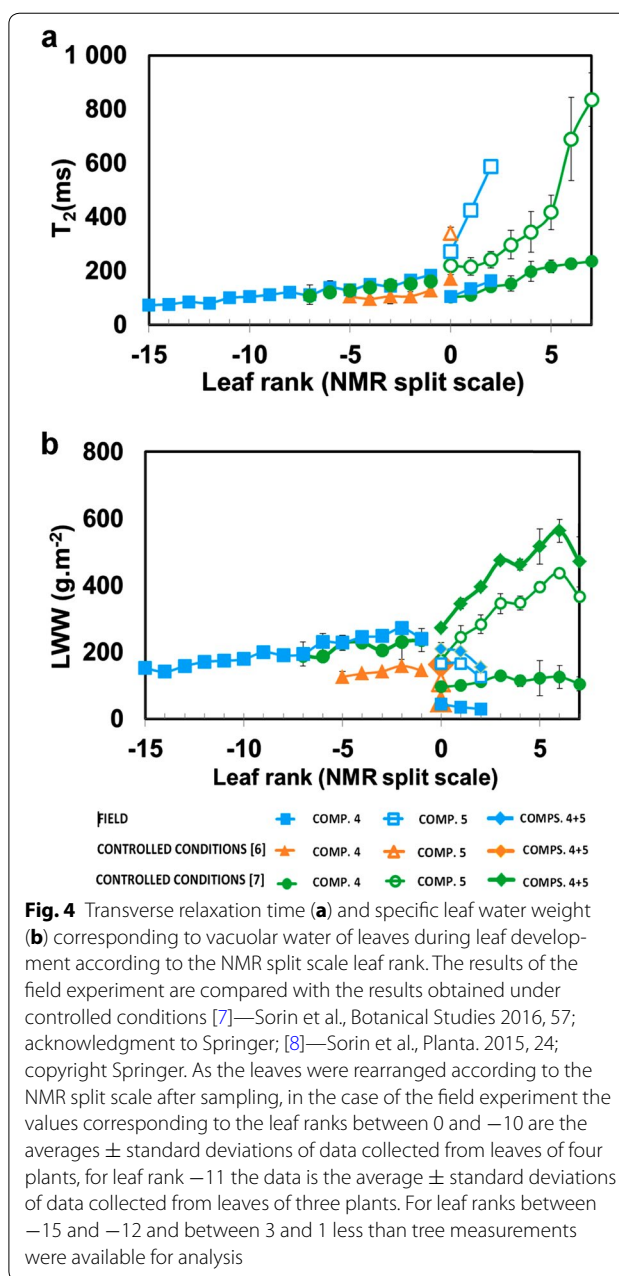 a
1 000
800
600
400
200
0
T2(ms)
-15 -10 -5 0 5
Leaf rank (NMR split scale)
b
800
600
400
200
0
LWW (g.m-2)
-15 -10 -5 0 5
Leaf rank (NMR split scale)
FIELD COMP. 4 COMP. 5 COMPS. 4+5
CONTROLLED CONDITIONS [6] COMP. 4 COMP. 5 COMPS. 4+5
CONTROLLED CONDITIONS [7] COMP. 4 COMP. 5 COMPS. 4+5
Fig. 4 Transverse relaxation time (a) and specific leaf water weight
(b) corresponding to vacuolar water of leaves during leaf develop-
ment according to the NMR split scale leaf rank. The results of the
field experiment are compared with the results obtained under
controlled conditions [7]—Sorin et al., Botanical Studies 2016, 57;
acknowledgment to Springer; [8]—Sorin et al., Planta. 2015, 24;
copyright Springer. As the leaves were rearranged according to the
NMR split scale after sampling, in the case of the field experiment the
values corresponding to the leaf ranks between 0 and −10 are the
averages ± standard deviations of data collected from leaves of four
plants, for leaf rank −11 the data is the average ± standard deviations
of data collected from leaves of three plants. For leaf ranks between
−15 and −12 and between 3 and 1 less than tree measurements
were available for analysis